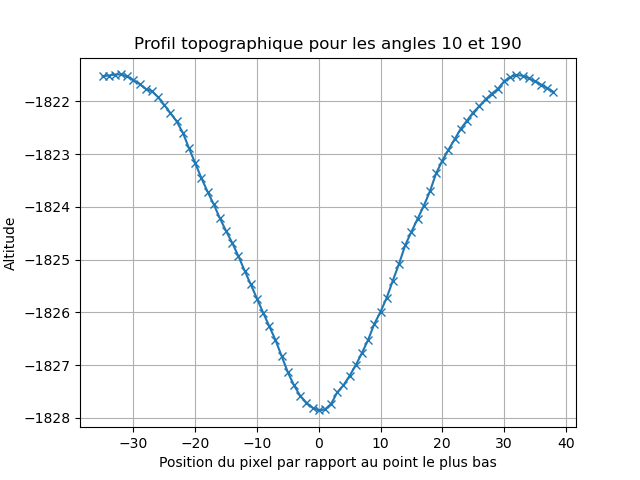 Profil topographique pour les angles 10 et 190
Altitude
−1822
−1823
−1824
−1825
−1826
−1827
−1828
−30 −20 −10 0 10 20 30 40
Position du pixel par rapport au point le plus bas